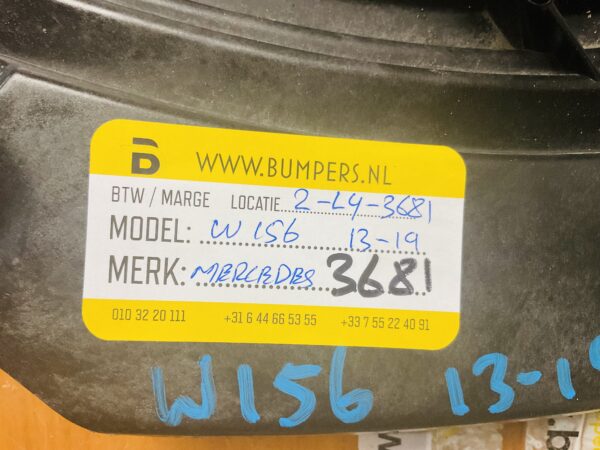 B WWW.BUMPERS.NL
BTW / MARGE LOCATIE 2-L4-3681
MODEL: W156 13-19
MERK: MERCEDES 3681
010 32 20 111 +31 6 44 66 53 55 +33 7 55 22 40 91
W156 13-19